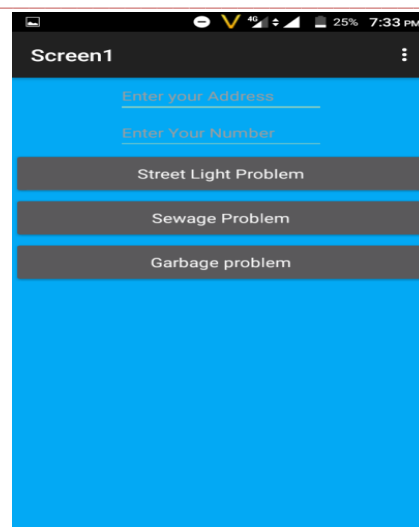 4G 25% 7:33 PM
Screen1
Enter your Address
Enter Your Number
Street Light Problem
Sewage Problem
Garbage problem